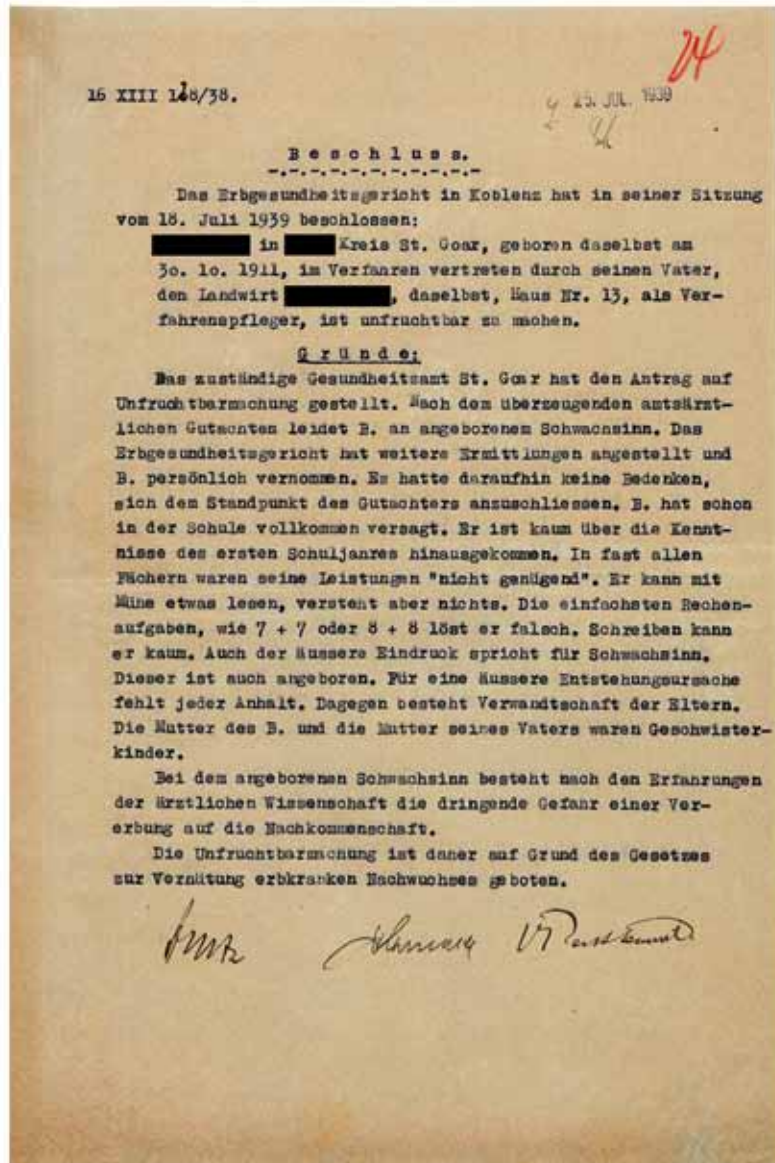 24
16 XIII 118/38.
25. JUL. 1939
Beschluss.
-.-.-.-.-.-.-.-.-.-.-
Das Erbgesundheitsgericht in Koblenz hat in seiner Sitzung
vom 18. Juli 1939 beschlossen:
in Kreis St. Goar, geboren daselbst am
30. 10. 1911, im Verfahren vertreten durch seinen Vater,
den Landwirt , daselbst, Haus Nr. 13, als Ver-
fahrenspfleger, ist unfruchtbar zu machen.
Gründe:
Das zuständige Gesundheitsamt St. Goar hat den Antrag auf
Unfruchtbarmachung gestellt. Nach dem überzeugenden amtsärzt-
lichen Gutachten leidet B. an angeborenem Schwachsinn. Das
Erbgesundheitsgericht hat weitere Ermittlungen angestellt und
B. persönlich vernommen. Es hatte daraufhin keine Bedenken,
sich dem Standpunkt des Gutachters anzuschliessen. B. hat schon
in der Schule vollkommen versagt. Er ist kaum über die Kennt-
nisse des ersten Schuljahres hinausgekommen. In fast allen
Fächern waren seine Leistungen "nicht genügend". Er kann mit
Mühe etwas lesen, versteht aber nichts. Die einfachsten Rechen-
aufgaben, wie 7 + 7 oder 8 + 8 löst er falsch. Schreiben kann
er kaum. Auch der äussere Eindruck spricht für Schwachsinn.
Dieser ist auch angeboren. Für eine äussere Entstehungsursache
fehlt jeder Anhalt. Dagegen besteht Verwandtschaft der Eltern.
Die Mutter des B. und die Mutter seines Vaters waren Geschwister-
kinder.
Bei dem angeborenen Schwachsinn besteht nach den Erfahrungen
der ärztlichen Wissenschaft die dringende Gefahr einer Ver-
erbung auf die Nachkommenschaft.
Die Unfruchtbarmachung ist daher auf Grund des Gesetzes
zur Verhütung erbkranken Nachwuchses geboten.